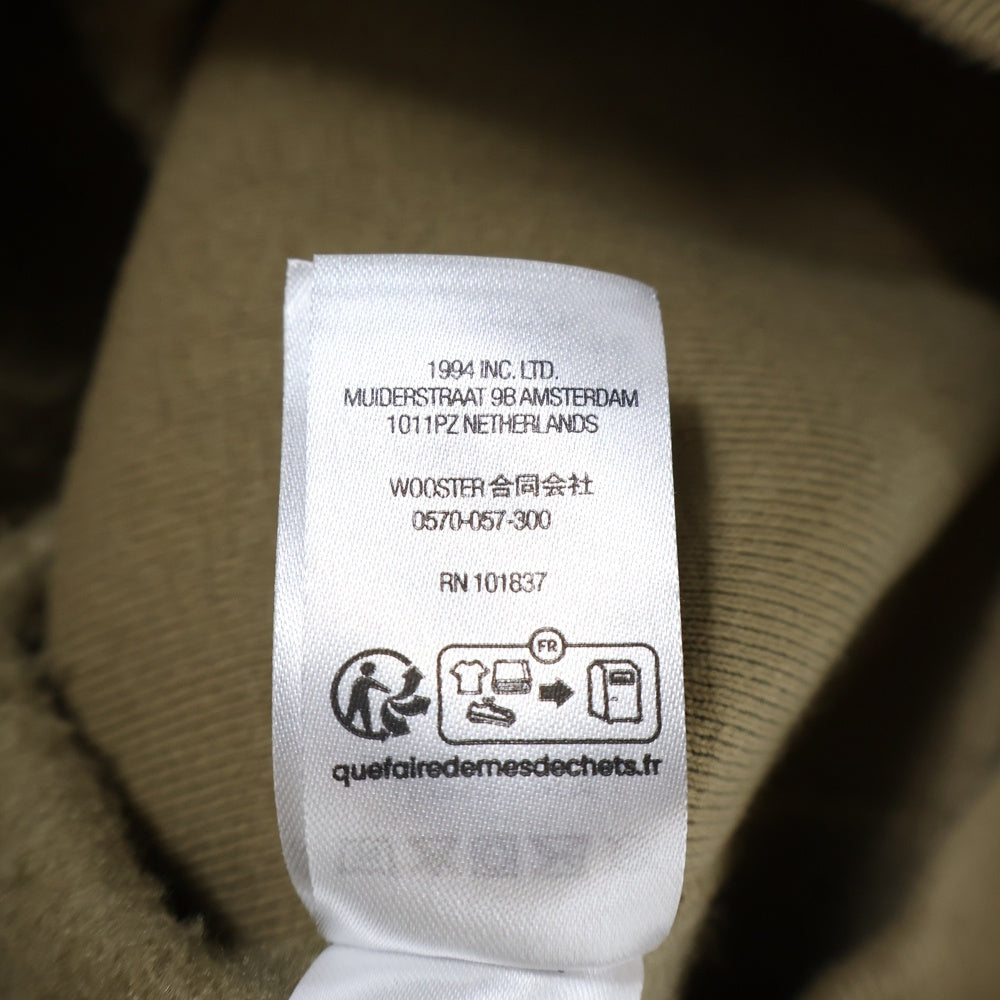 1994 INC. LTD.
MUIDERSTRAAT 9B AMSTERDAM
1011PZ NETHERLANDS
WOOSTER 合同会社
0570-057-300
RN 101837
FR
quefairedemesdechets.fr